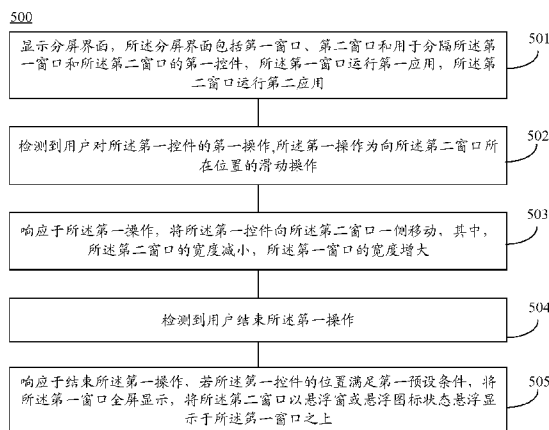 500
显示分屏界面，所述分屏界面包括第一窗口、第二窗口和用于分隔所述第
一窗口和所述第二窗口的第一控件，所述第一窗口运行第一应用，所述第
二窗口运行第二应用
501
检测到用户对所述第一控件的第一操作,所述第一操作为向所述第二窗口所
在位置的滑动操作
502
响应于所述第一操作，将所述第一控件向所述第二窗口一侧移动，其中，
所述第二窗口的宽度减小，所述第一窗口的宽度增大
503
检测到用户结束所述第一操作
504
响应于结束所述第一操作，若所述第一控件的位置满足第一预设条件，将
所述第一窗口全屏显示，将所述第二窗口以悬浮窗或悬浮图标状态悬浮显
示于所述第一窗口之上
505